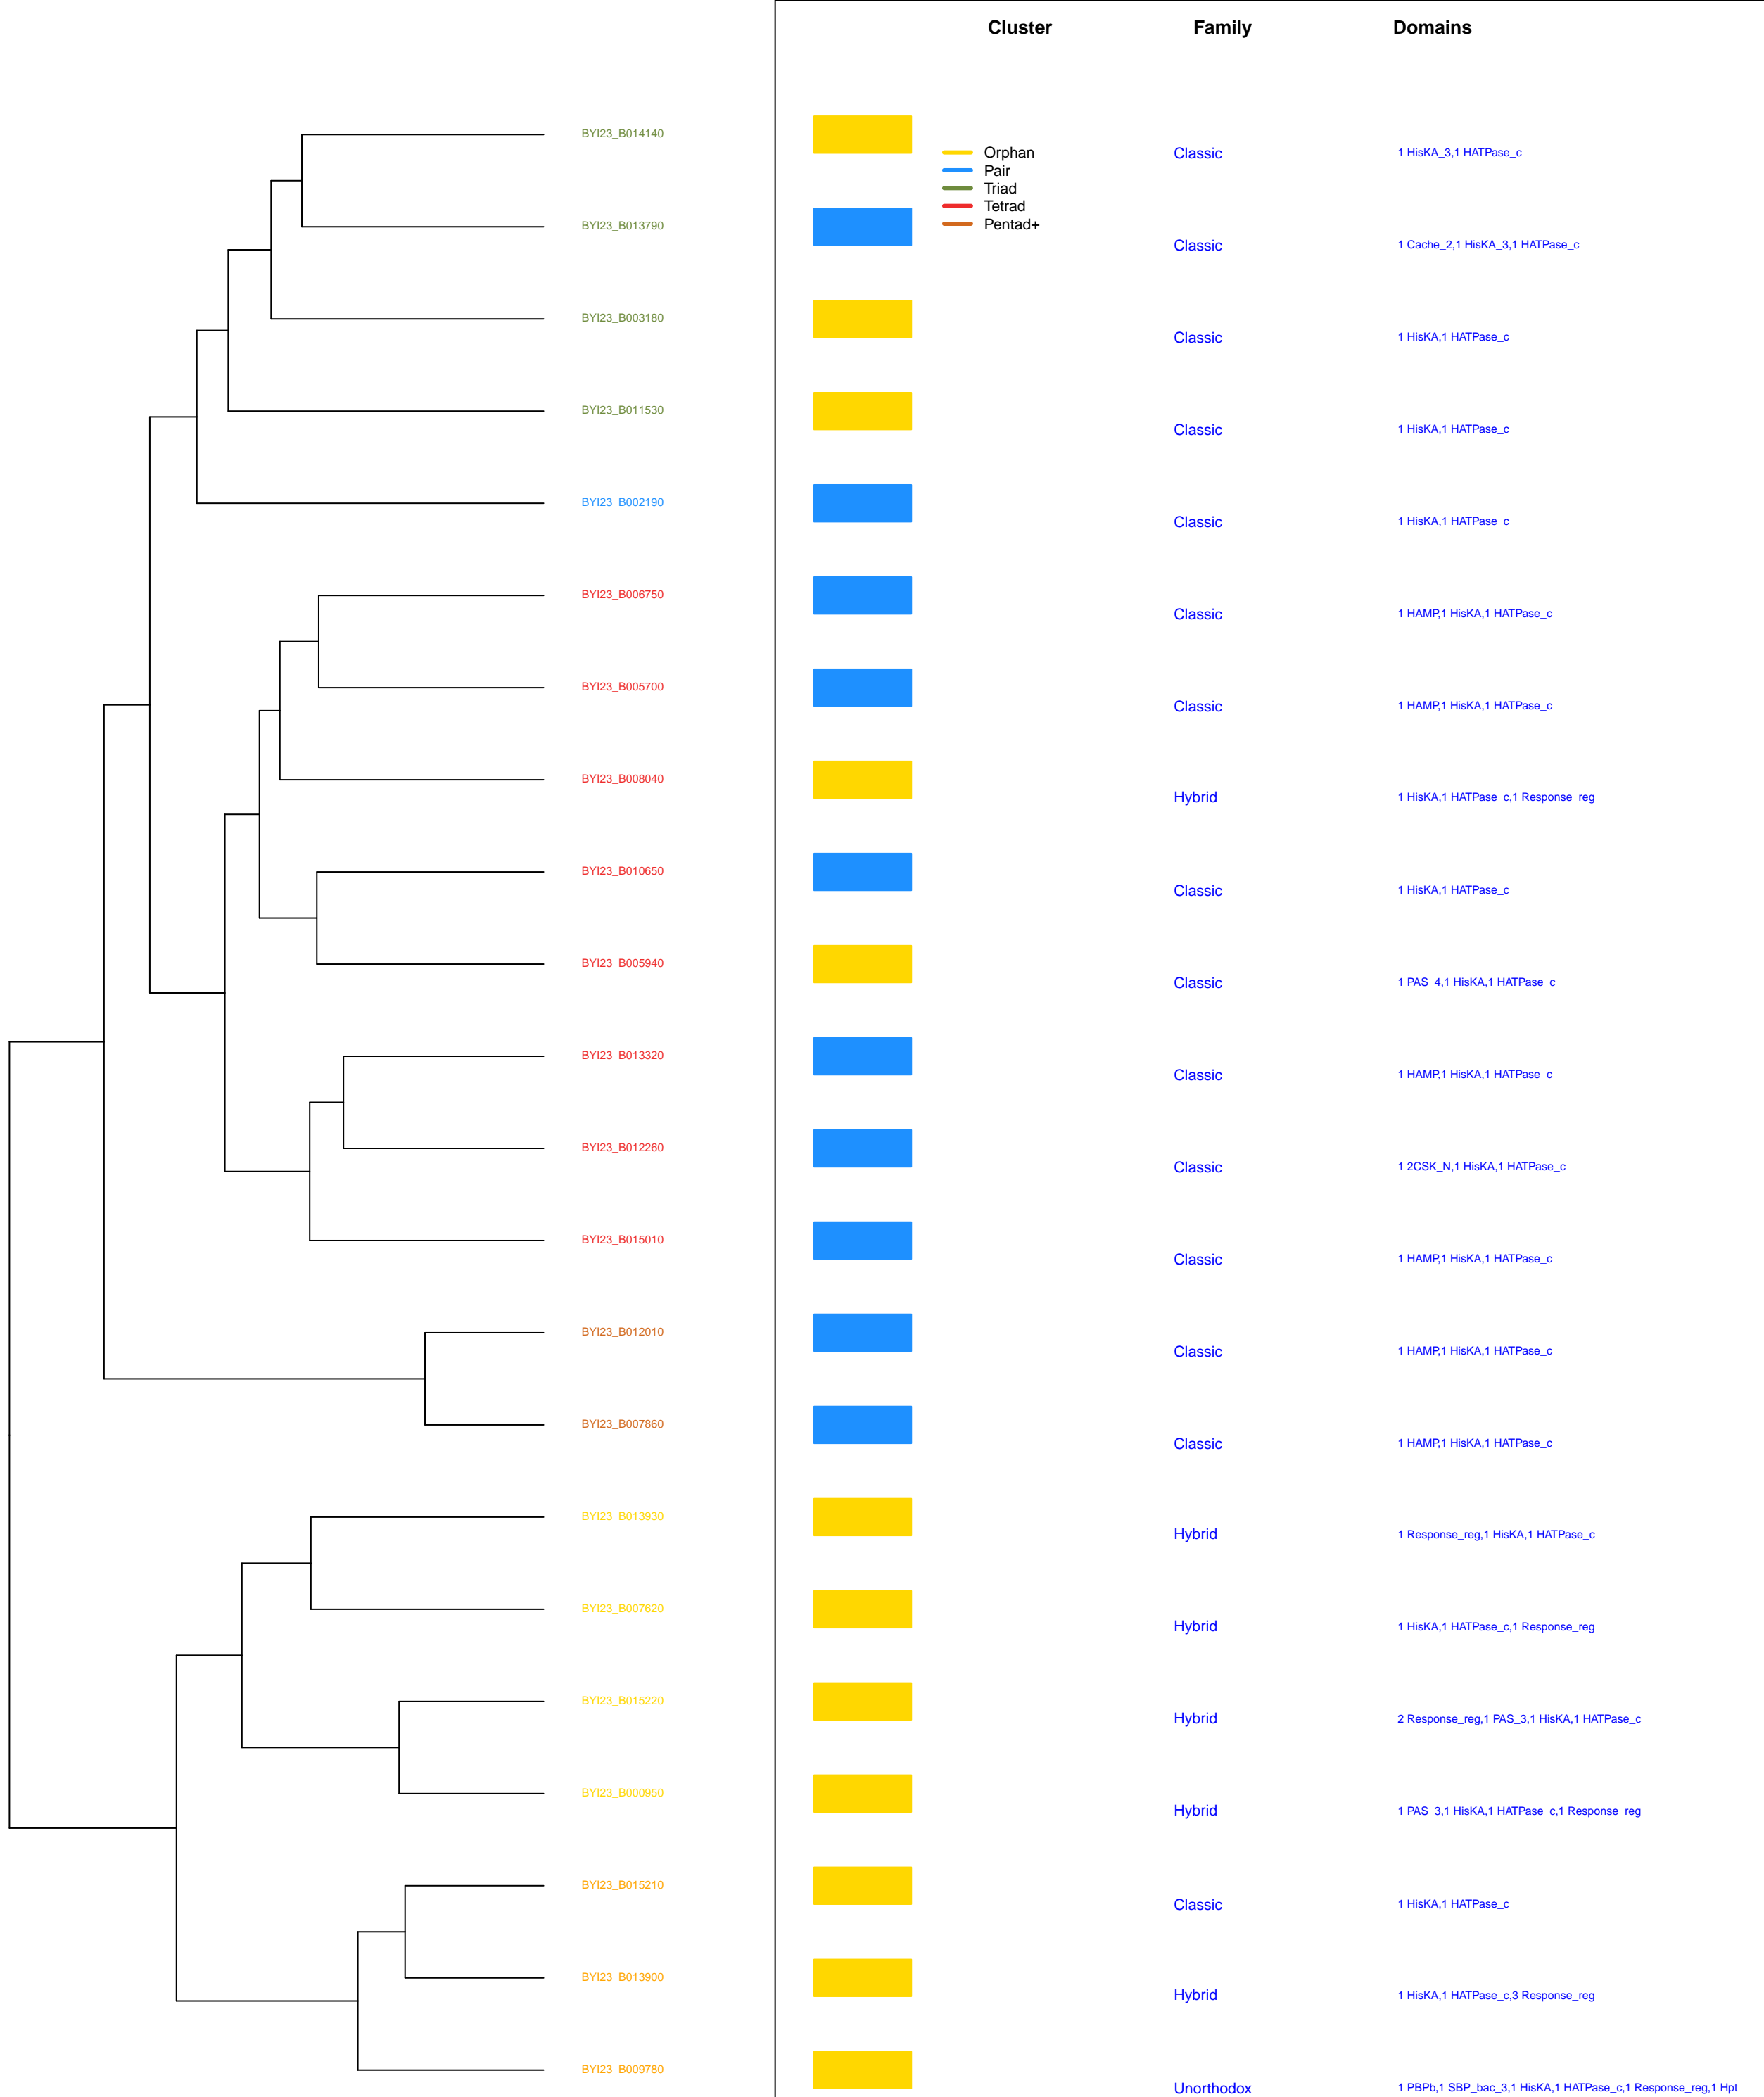 Cluster Family Domains
BYI23_B014140
Orphan
Classic 1 HisKA_3,1 HATPase_c
Pair
Triad
Tetrad
Pentad+
BYI23_B013790
Classic 1 Cache_2,1 HisKA_3,1 HATPase_c
BYI23_B003180
Classic 1 HisKA,1 HATPase_c
BYI23_B011530
Classic 1 HisKA,1 HATPase_c
BYI23_B002190
Classic 1 HisKA,1 HATPase_c
BYI23_B006750
Classic 1 HAMP,1 HisKA,1 HATPase_c
BYI23_B005700
Classic 1 HAMP,1 HisKA,1 HATPase_c
BYI23_B008040
Hybrid 1 HisKA,1 HATPase_c,1 Response_reg
BYI23_B010650
Classic 1 HisKA,1 HATPase_c
BYI23_B005940
Classic 1 PAS_4,1 HisKA,1 HATPase_c
BYI23_B013320
Classic 1 HAMP,1 HisKA,1 HATPase_c
BYI23_B012260
Classic 1 2CSK_N,1 HisKA,1 HATPase_c
BYI23_B015010
Classic 1 HAMP,1 HisKA,1 HATPase_c
BYI23_B012010
Classic 1 HAMP,1 HisKA,1 HATPase_c
BYI23_B007860
Classic 1 HAMP,1 HisKA,1 HATPase_c
BYI23_B013930
Hybrid 1 Response_reg,1 HisKA,1 HATPase_c
BYI23_B007620
Hybrid 1 HisKA,1 HATPase_c,1 Response_reg
BYI23_B015220
Hybrid 2 Response_reg,1 PAS_3,1 HisKA,1 HATPase_c
BYI23_B000950
Hybrid 1 PAS_3,1 HisKA,1 HATPase_c,1 Response_reg
BYI23_B015210
Classic 1 HisKA,1 HATPase_c
BYI23_B013900
Hybrid 1 HisKA,1 HATPase_c,3 Response_reg
BYI23_B009780
Unorthodox 1 PBPb,1 SBP_bac_3,1 HisKA,1 HATPase_c,1 Response_reg,1 Hpt